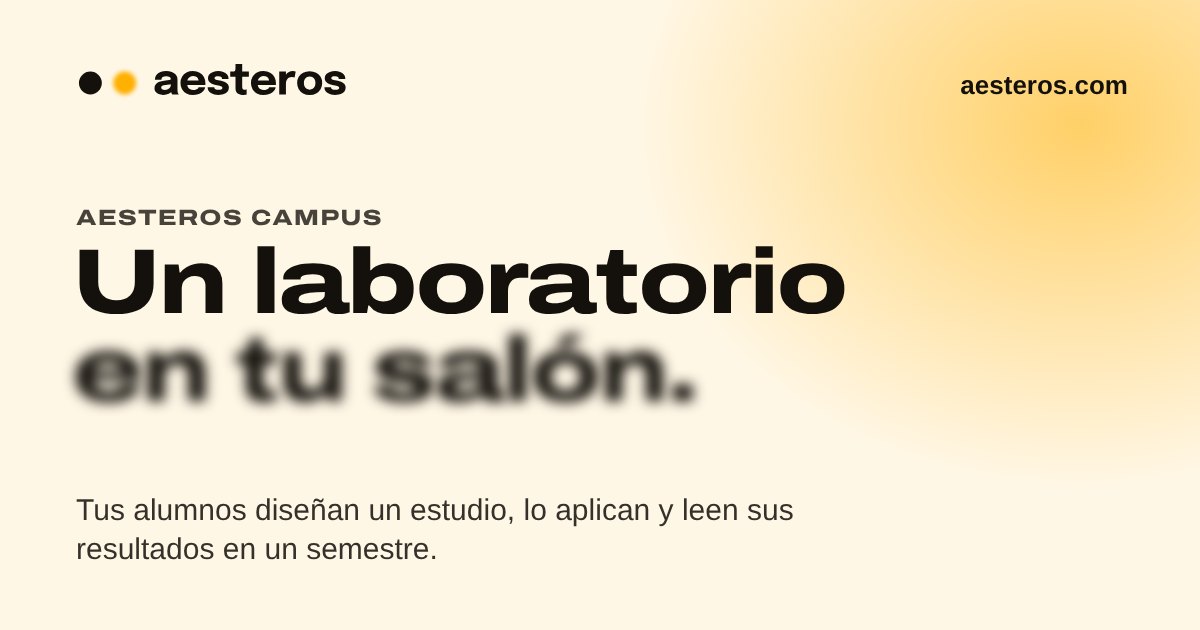 aesteros
aesteros.com
AESTEROS CAMPUS
Un laboratorio
en tu salón.
Tus alumnos diseñan un estudio, lo aplican y leen sus
resultados en un semestre.